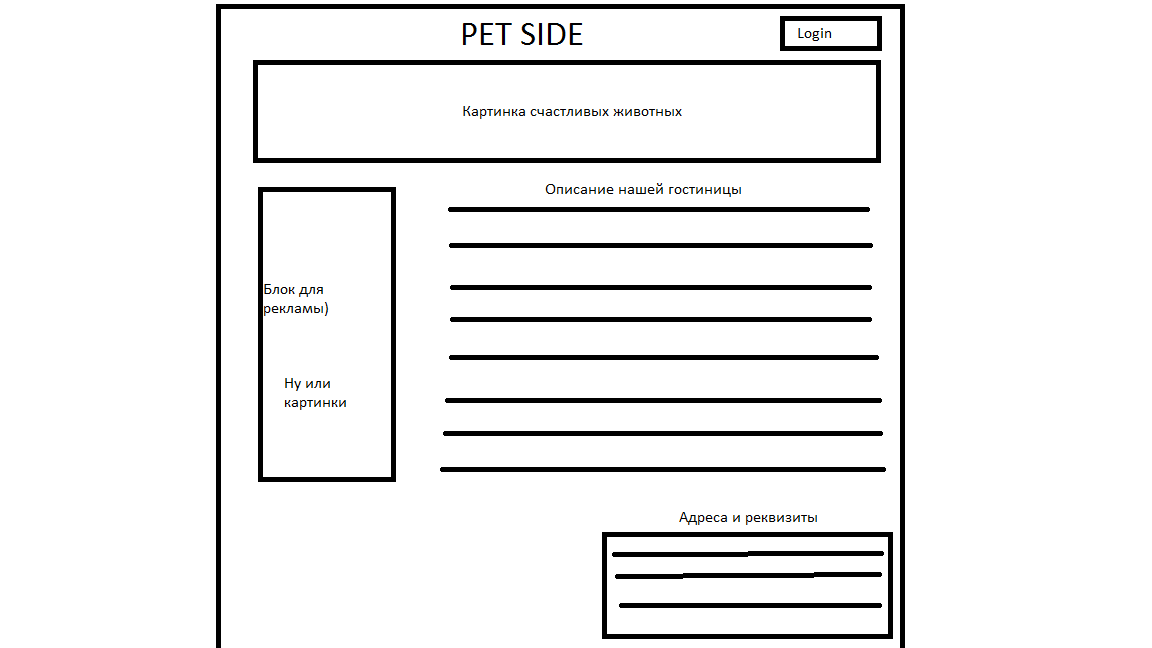 PET SIDE
Login
Картинка счастливых животных
Описание нашей гостиницы
Блок для
рекламы)
Ну или
картинки
Адреса и реквизиты